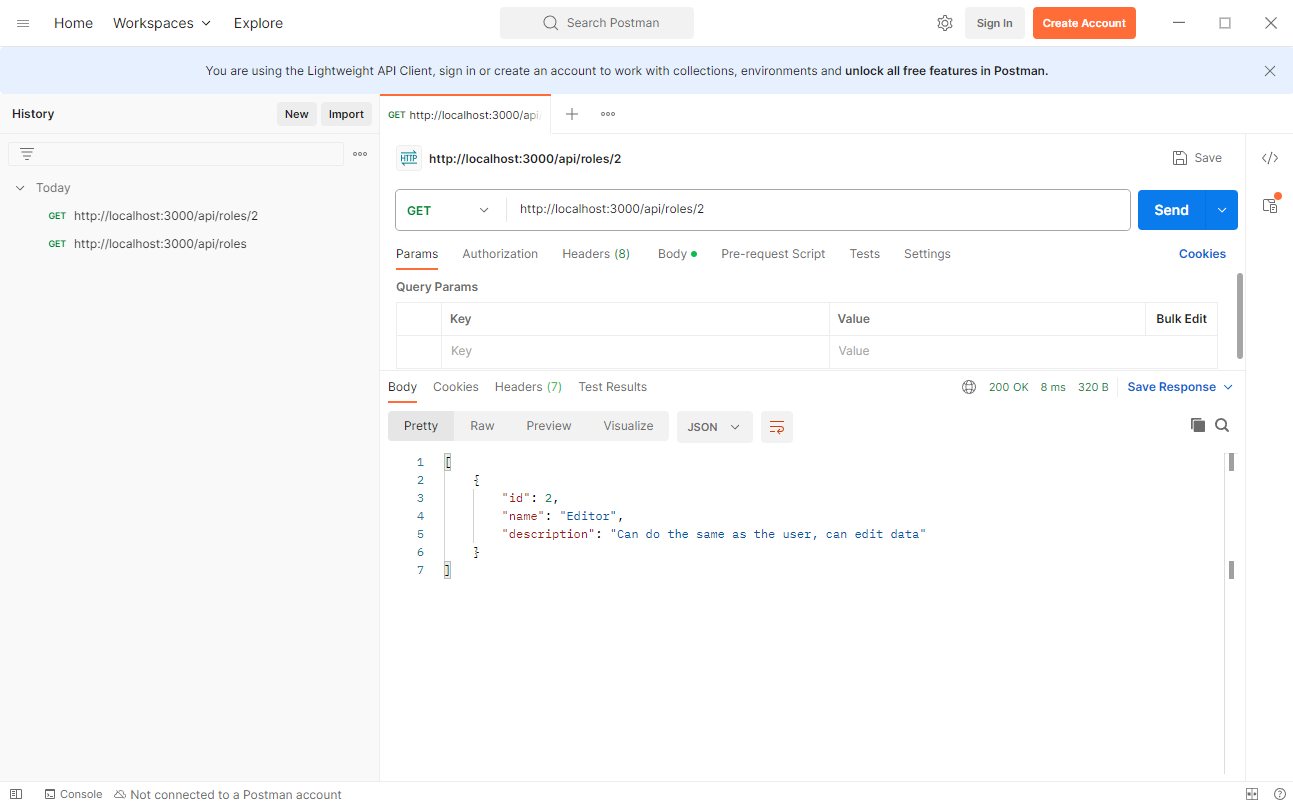 Home Workspaces Explore Search Postman Sign In Create Account
You are using the Lightweight API Client, sign in or create an account to work with collections, environments and unlock all free features in Postman.
History New Import
Today
GET http://localhost:3000/api/roles/2
GET http://localhost:3000/api/roles
GET http://localhost:3000/api/
HTTP http://localhost:3000/api/roles/2 Save
GET http://localhost:3000/api/roles/2 Send
Params Authorization Headers (8) Body Pre-request Script Tests Settings Cookies
Query Params
Key Value Bulk Edit
Key Value
Body Cookies Headers (7) Test Results 200 OK 8 ms 320 B Save Response
Pretty Raw Preview Visualize JSON
1 [
2 {
3 "id": 2,
4 "name": "Editor",
5 "description": "Can do the same as the user, can edit data"
6 }
7 ]
Console Not connected to a Postman account